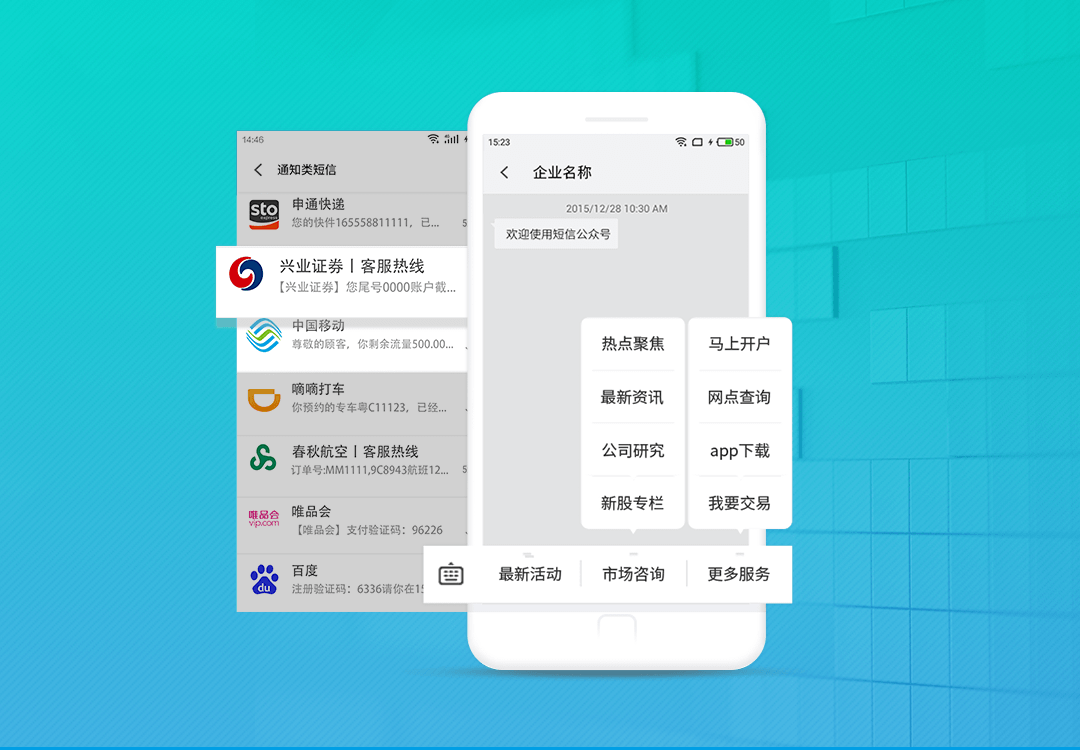 14:46
通知类短信
sto
express
申通快递
您的快件165558811111，已...
兴业证券丨客服热线
【兴业证券】您尾号0000账户截...
中国移动
尊敬的顾客，你剩余流量500.00...
嘀嘀打车
你预约的专车粤C11123，已经...
春秋航空丨客服热线
订单号:MM1111,9C8943航班12...
唯品会
vip.com
唯品会
【唯品会】支付验证码：96226
du
百度
注册验证码：6336请你在15
15:23
50
企业名称
2015/12/28 10:30 AM
欢迎使用短信公众号
热点聚焦
最新资讯
公司研究
新股专栏
马上开户
网点查询
app下载
我要交易
最新活动
市场咨询
更多服务